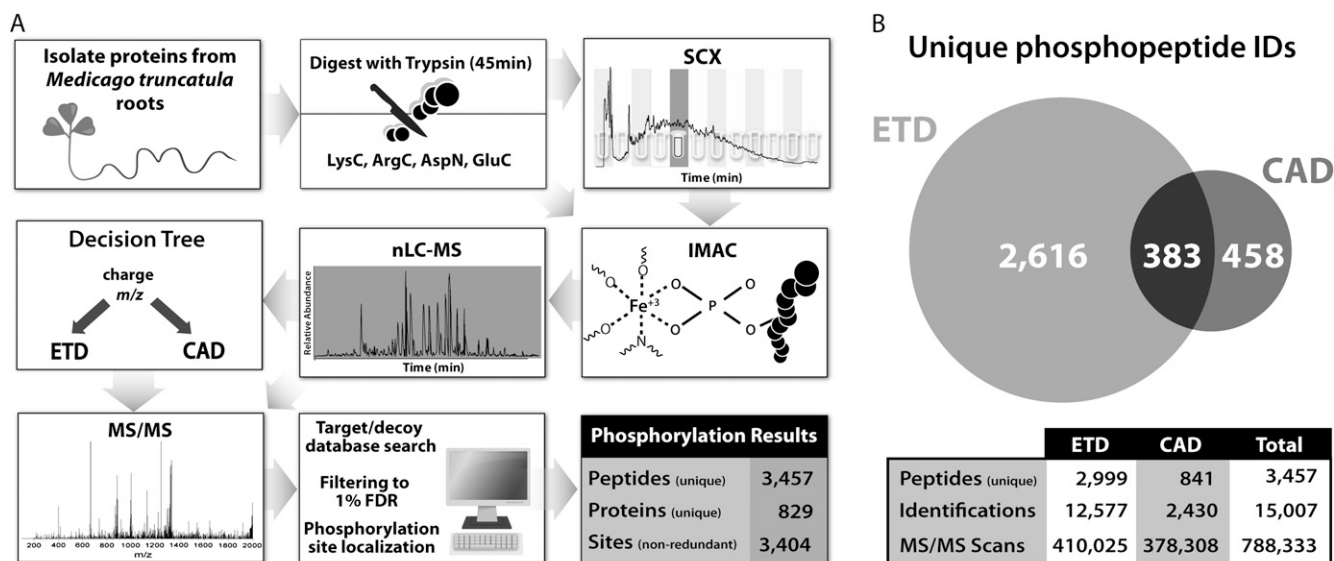 A
Isolate proteins from
Medicago truncatula
roots
Digest with Trypsin (45min)
LysC, ArgC, AspN, GluC
SCX
Time (min)
Decision Tree
charge
m/z
ETD CAD
nLC-MS
Relative Abundance
Time (min)
IMAC
O
O
O
O
Fe+3
P
O
O
N
O
MS/MS
200 400 600 800 1000 1200 1400 1600 1800 2000
m/z
Target/decoy
database search
Filtering to
1% FDR
Phosphorylation
site localization
Phosphorylation Results
Peptides (unique) 3,457
Proteins (unique) 829
Sites (non-redundant) 3,404
B
Unique phosphopeptide IDs
ETD
CAD
2,616 383 458
ETD CAD Total
Peptides (unique) 2,999 841 3,457
Identifications 12,577 2,430 15,007
MS/MS Scans 410,025 378,308 788,333